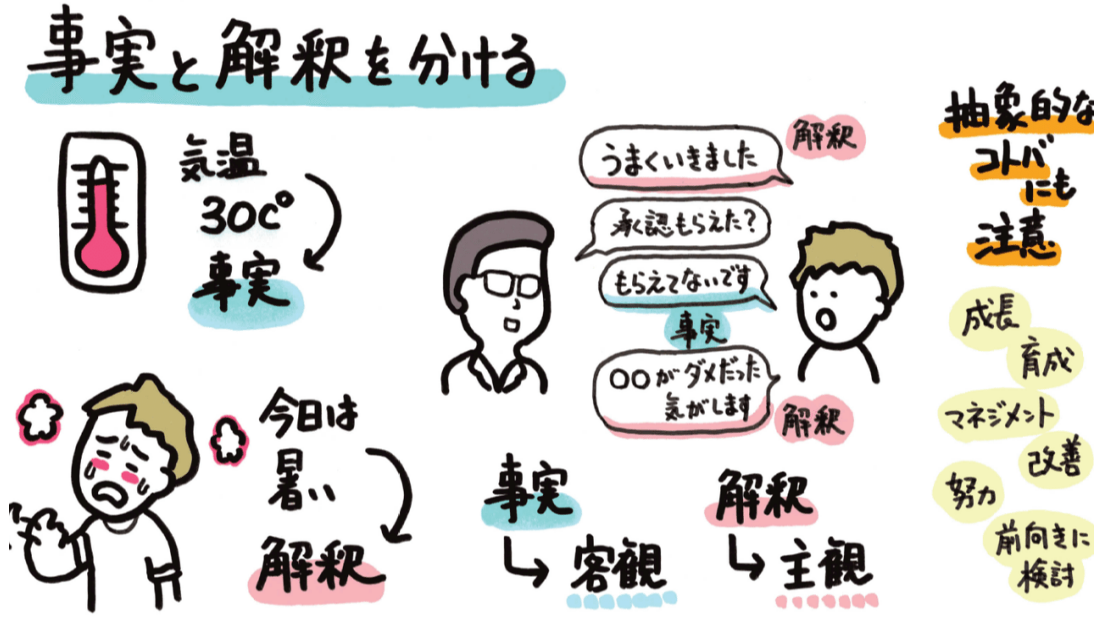 事実と解釈を分ける
気温
30c°
事実
今日は
暑い
解釈
うまくいきました
解釈
承認もらえた?
もらえてないです
事実
○○がダメだった
気がします
解釈
事実
↳客観
解釈
↳主観
抽象的な
コトバ
にも
注意
成長
育成
マネジメント
改善
努力
前向きに
検討